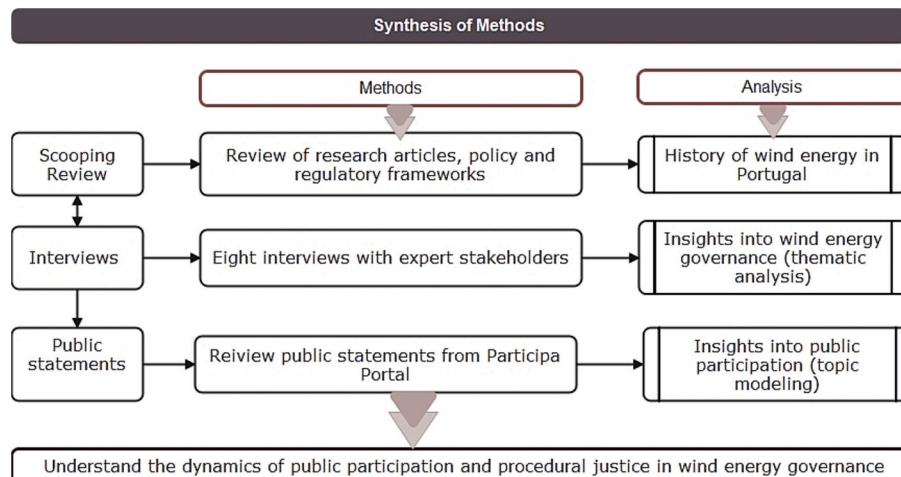 Synthesis of Methods
Methods
Analysis
Scooping
Review
Review of research articles, policy and
regulatory frameworks
History of wind energy in
Portugal
Interviews
Eight interviews with expert stakeholders
Insights into wind energy
governance (thematic
analysis)
Public
statements
Reiview public statements from Participa
Portal
Insights into public
participation (topic
modeling)
Understand the dynamics of public participation and procedural justice in wind energy governance